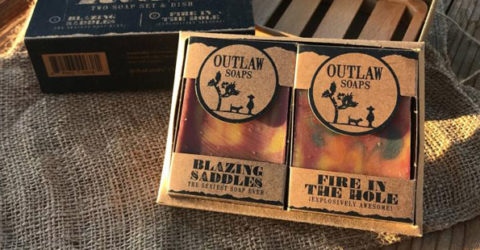 SOAP SET & DISH
BLAZING
SADDLES
FIRE IN
THE HOLE
OUTLAW
SOAPS
BLAZING
SADDLES
THE SEXIEST SOAP EVER
OUTLAW
SOAPS
FIRE IN
THE HOLE
(EXPLOSIVELY AWESOME!)